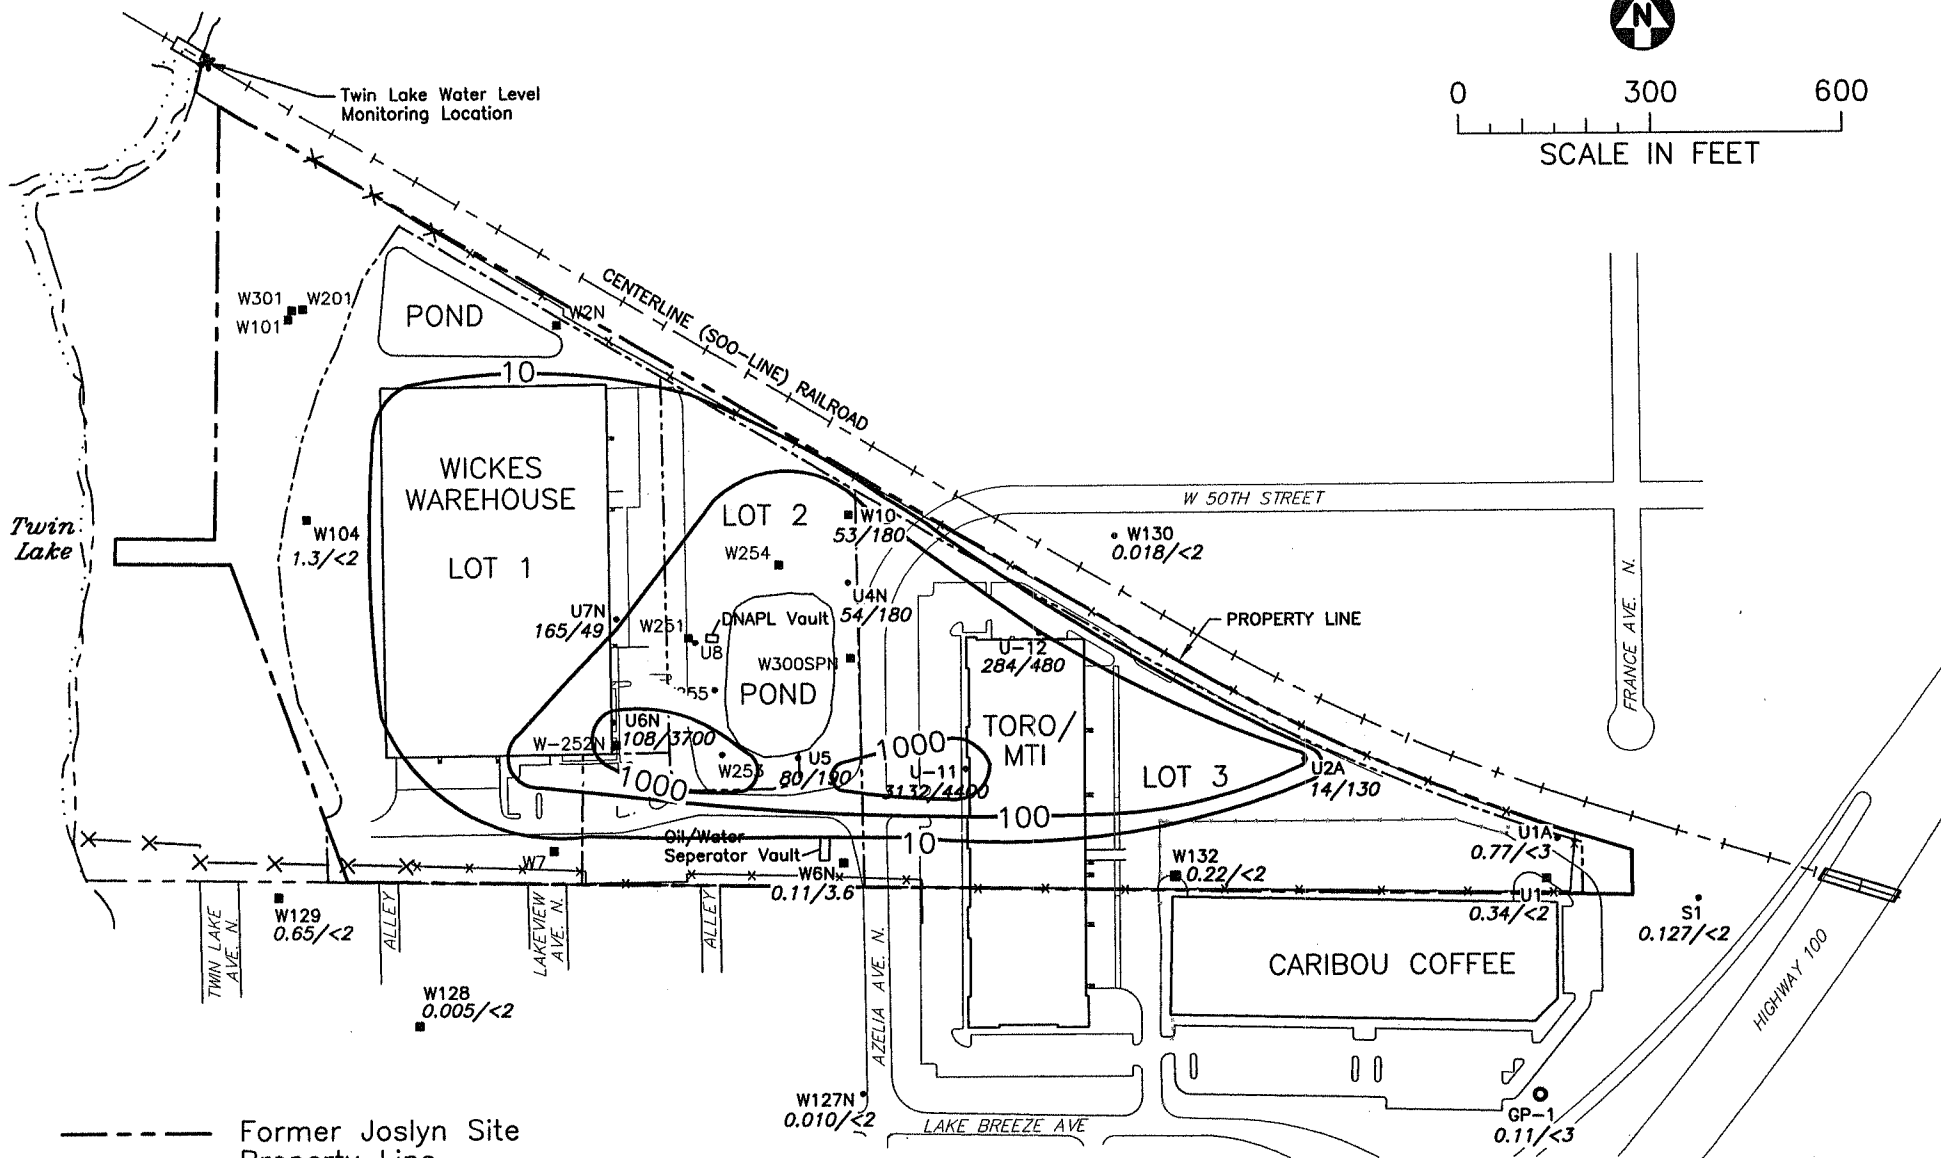 N
0 300 600
SCALE IN FEET
Twin Lake Water Level
Monitoring Location
CENTERLINE (SOO-LINE) RAILROAD
W301
W201
W101
POND
W2N
10
WICKES
WAREHOUSE
LOT 1
LOT 2
W10
53/180
W254
W 50TH STREET
W130
0.018/<2
Twin
Lake
W104
1.3/<2
U4N
54/180
U7N
165/49
W251
DNAPL Vault
U8
W300SPN
POND
PROPERTY LINE
FRANCE AVE. N.
U-12
284/480
TORO/
MTI
U6N
108/3700
W-252N
1000
W253
U5
80/190
1000
U-11
3132/4400
LOT 3
U2A
14/130
100
10
Oil/Water
Seperator Vault
W7
W6N
0.11/3.6
W132
0.22/<2
U1A
0.77/<3
U1
0.34/<2
S1
0.127/<2
W129
0.65/<2
TWIN LAKE
AVE. N.
ALLEY
LAKEVIEW
AVE. N.
ALLEY
AZELIA AVE. N.
CARIBOU COFFEE
HIGHWAY 100
W128
0.005/<2
W127N
0.010/<2
LAKE BREEZE AVE
GP-1
0.11/<3
Former Joslyn Site
Property Line